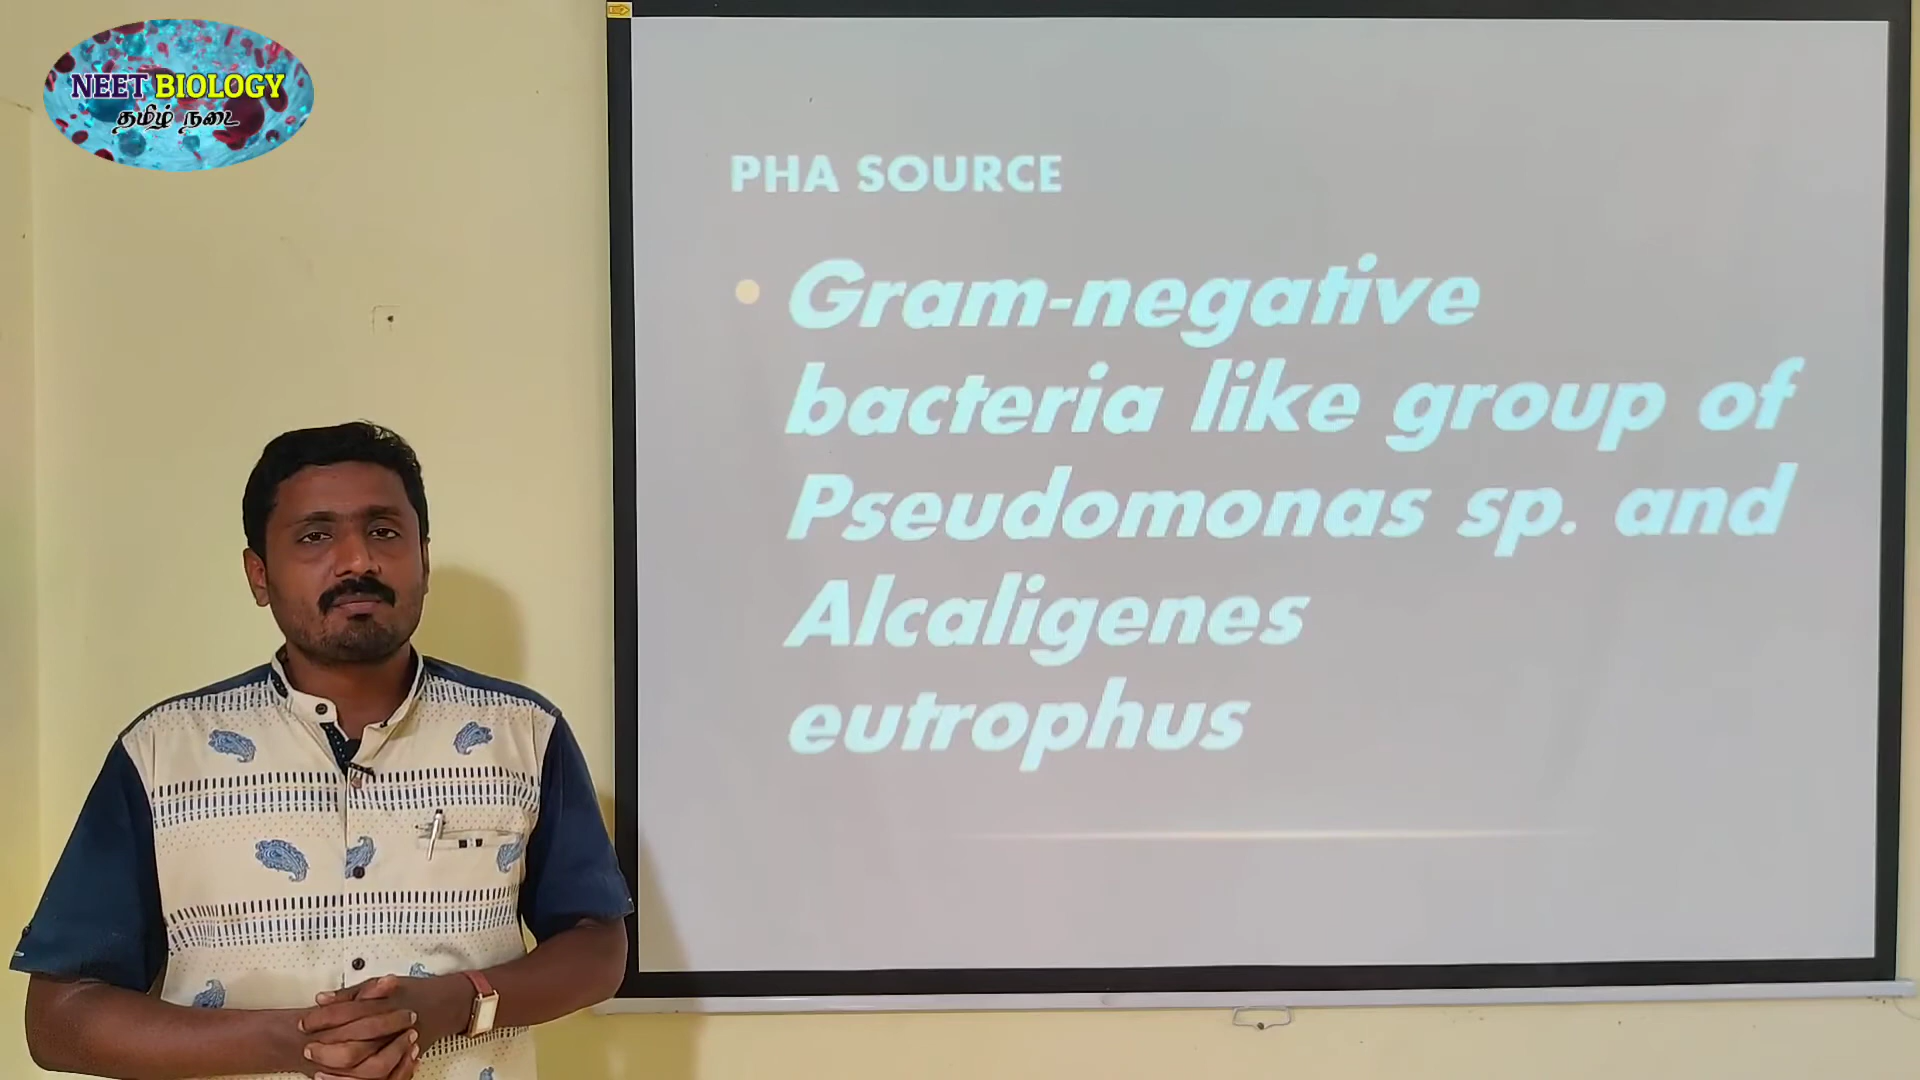 NEET BIOLOGY
தமிழ் நடை
PHA SOURCE
• Gram-negative
bacteria like group of
Pseudomonas sp. and
Alcaligenes
eutrophus